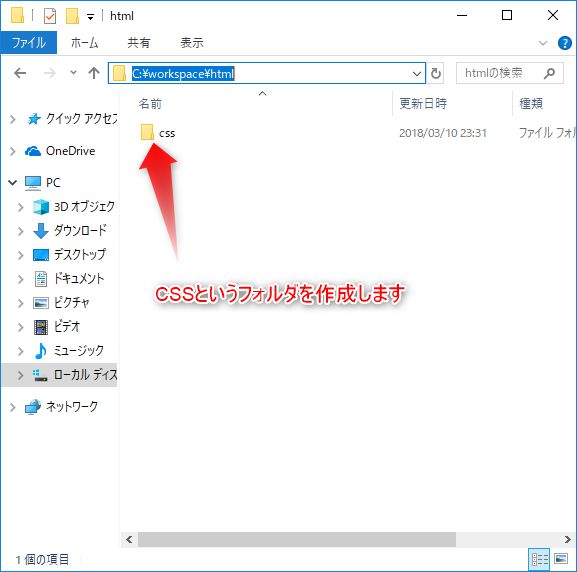 html
ファイル
ホーム
共有
表示
C:¥workspace¥html
htmlの検索
名前
更新日時
種類
クイック アクセス
css
2018/03/10 23:31
ファイル フォ
OneDrive
PC
3D オブジェク
ダウンロード
デスクトップ
ドキュメント
CSSというフォルダを作成します
ピクチャ
ビデオ
ミュージック
ローカル ディス
ネットワーク
1 個の項目